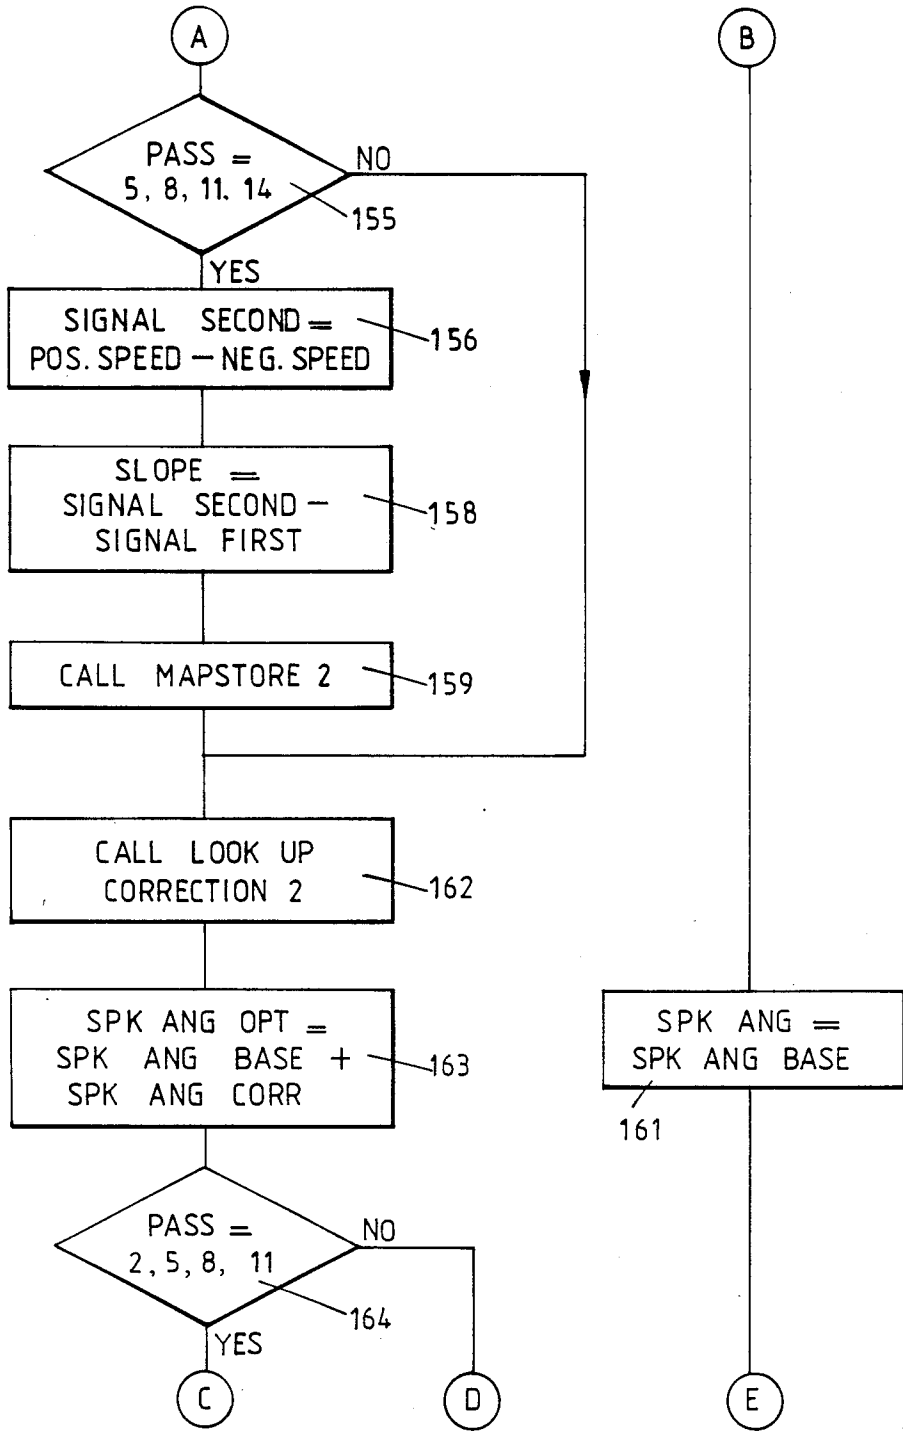 A
B
PASS =
5, 8, 11. 14
NO
155
YES
SIGNAL SECOND =
POS. SPEED - NEG. SPEED
156
SLOPE =
SIGNAL SECOND -
SIGNAL FIRST
158
CALL MAPSTORE 2
159
CALL LOOK UP
CORRECTION 2
162
SPK ANG OPT =
SPK ANG BASE +
SPK ANG CORR
163
SPK ANG =
SPK ANG BASE
161
PASS =
2, 5, 8, 11
NO
164
YES
C
D
E